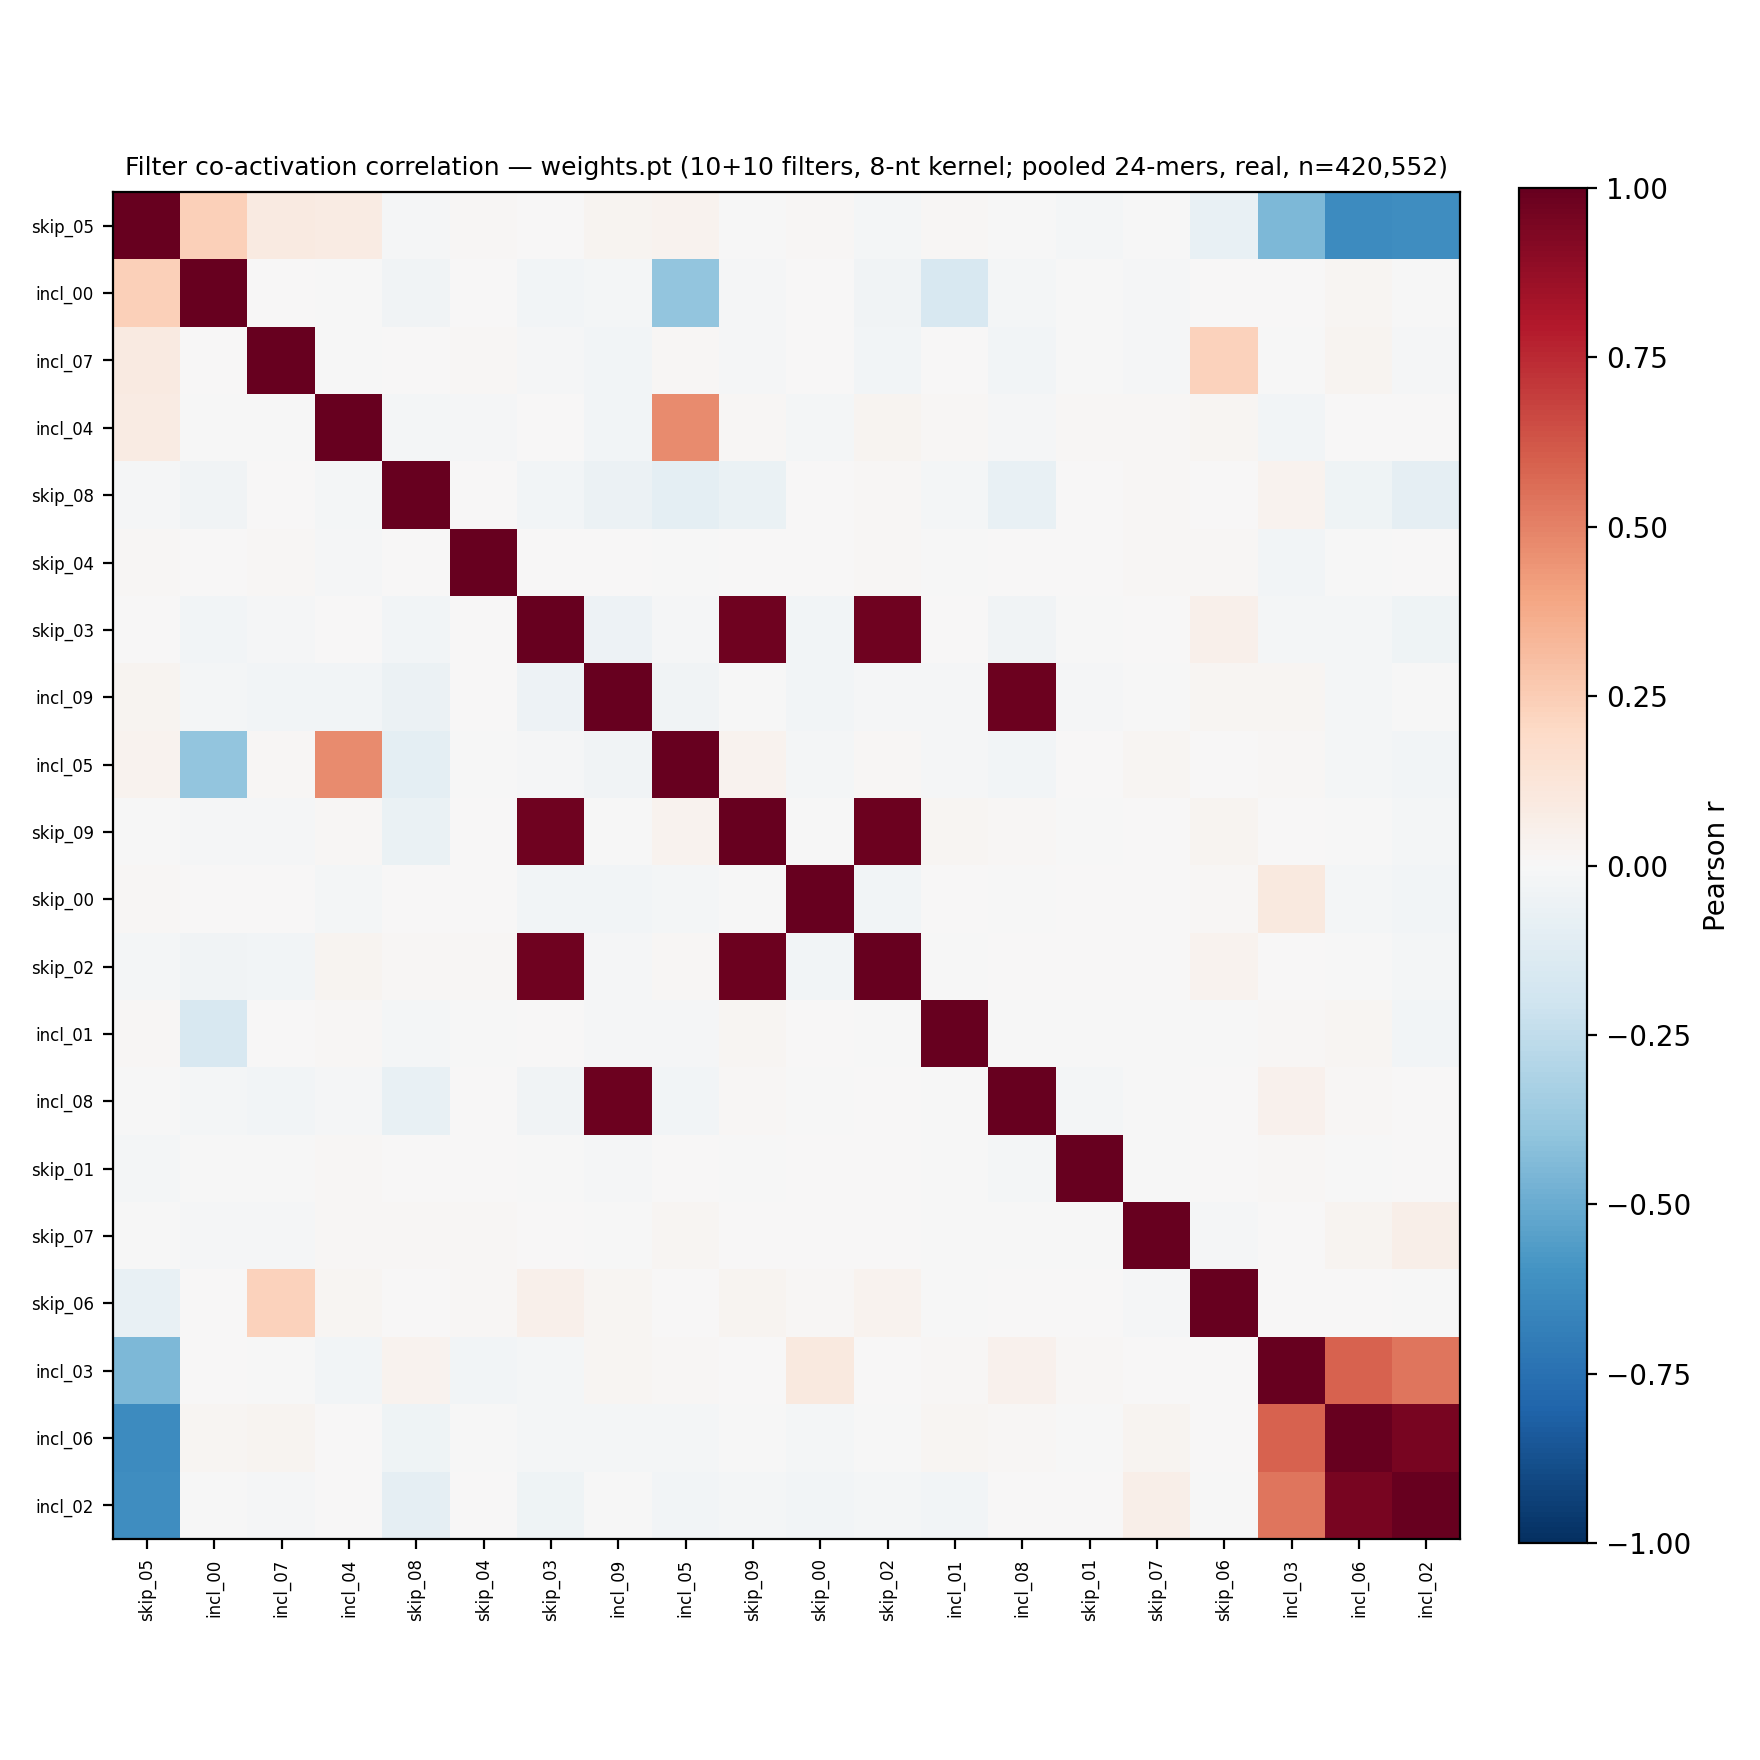 Filter co-activation correlation — weights.pt (10+10 filters, 8-nt kernel; pooled 24-mers, real, n=420,552)
skip_05
incl_00
incl_07
incl_04
skip_08
skip_04
skip_03
incl_09
incl_05
skip_09
skip_00
skip_02
incl_01
incl_08
skip_01
skip_07
skip_06
incl_03
incl_06
incl_02
skip_05
incl_00
incl_07
incl_04
skip_08
skip_04
skip_03
incl_09
incl_05
skip_09
skip_00
skip_02
incl_01
incl_08
skip_01
skip_07
skip_06
incl_03
incl_06
incl_02
1.00
0.75
0.50
0.25
0.00
−0.25
−0.50
−0.75
−1.00
Pearson r